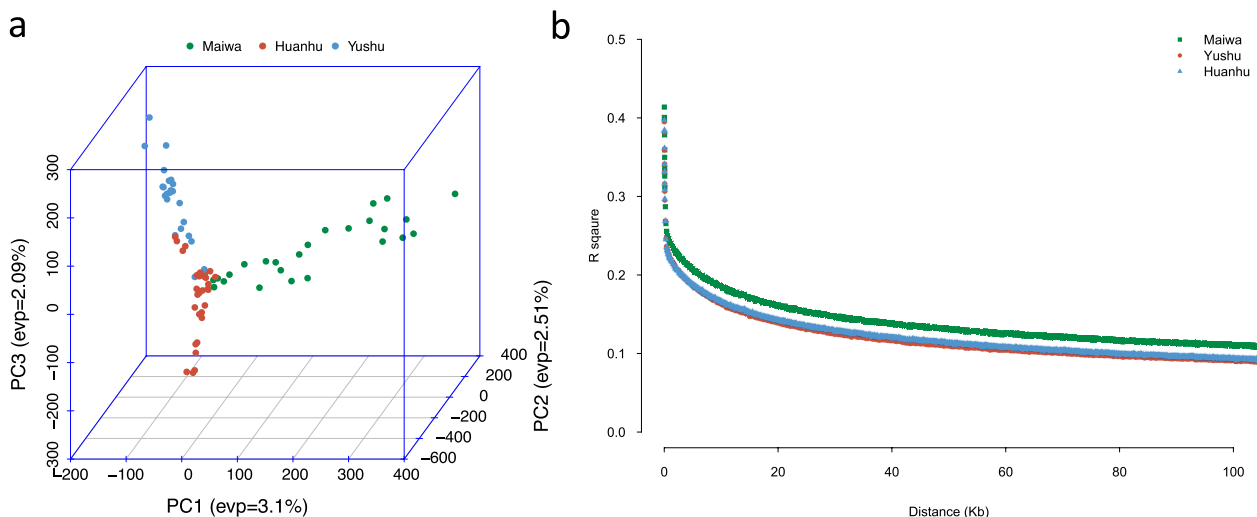 a
Maiwa Huanhu Yushu
PC3 (evp=2.09%)
300
200
100
0
−100
−200
−300
−200 −100 0 100 200 300 400
PC1 (evp=3.1%)
400
200
0
−200
−400
−600
PC2 (evp=2.51%)
b
Maiwa
Yushu
Huanhu
R sqaure
0.5
0.4
0.3
0.2
0.1
0.0
0 20 40 60 80 100
Distance (Kb)